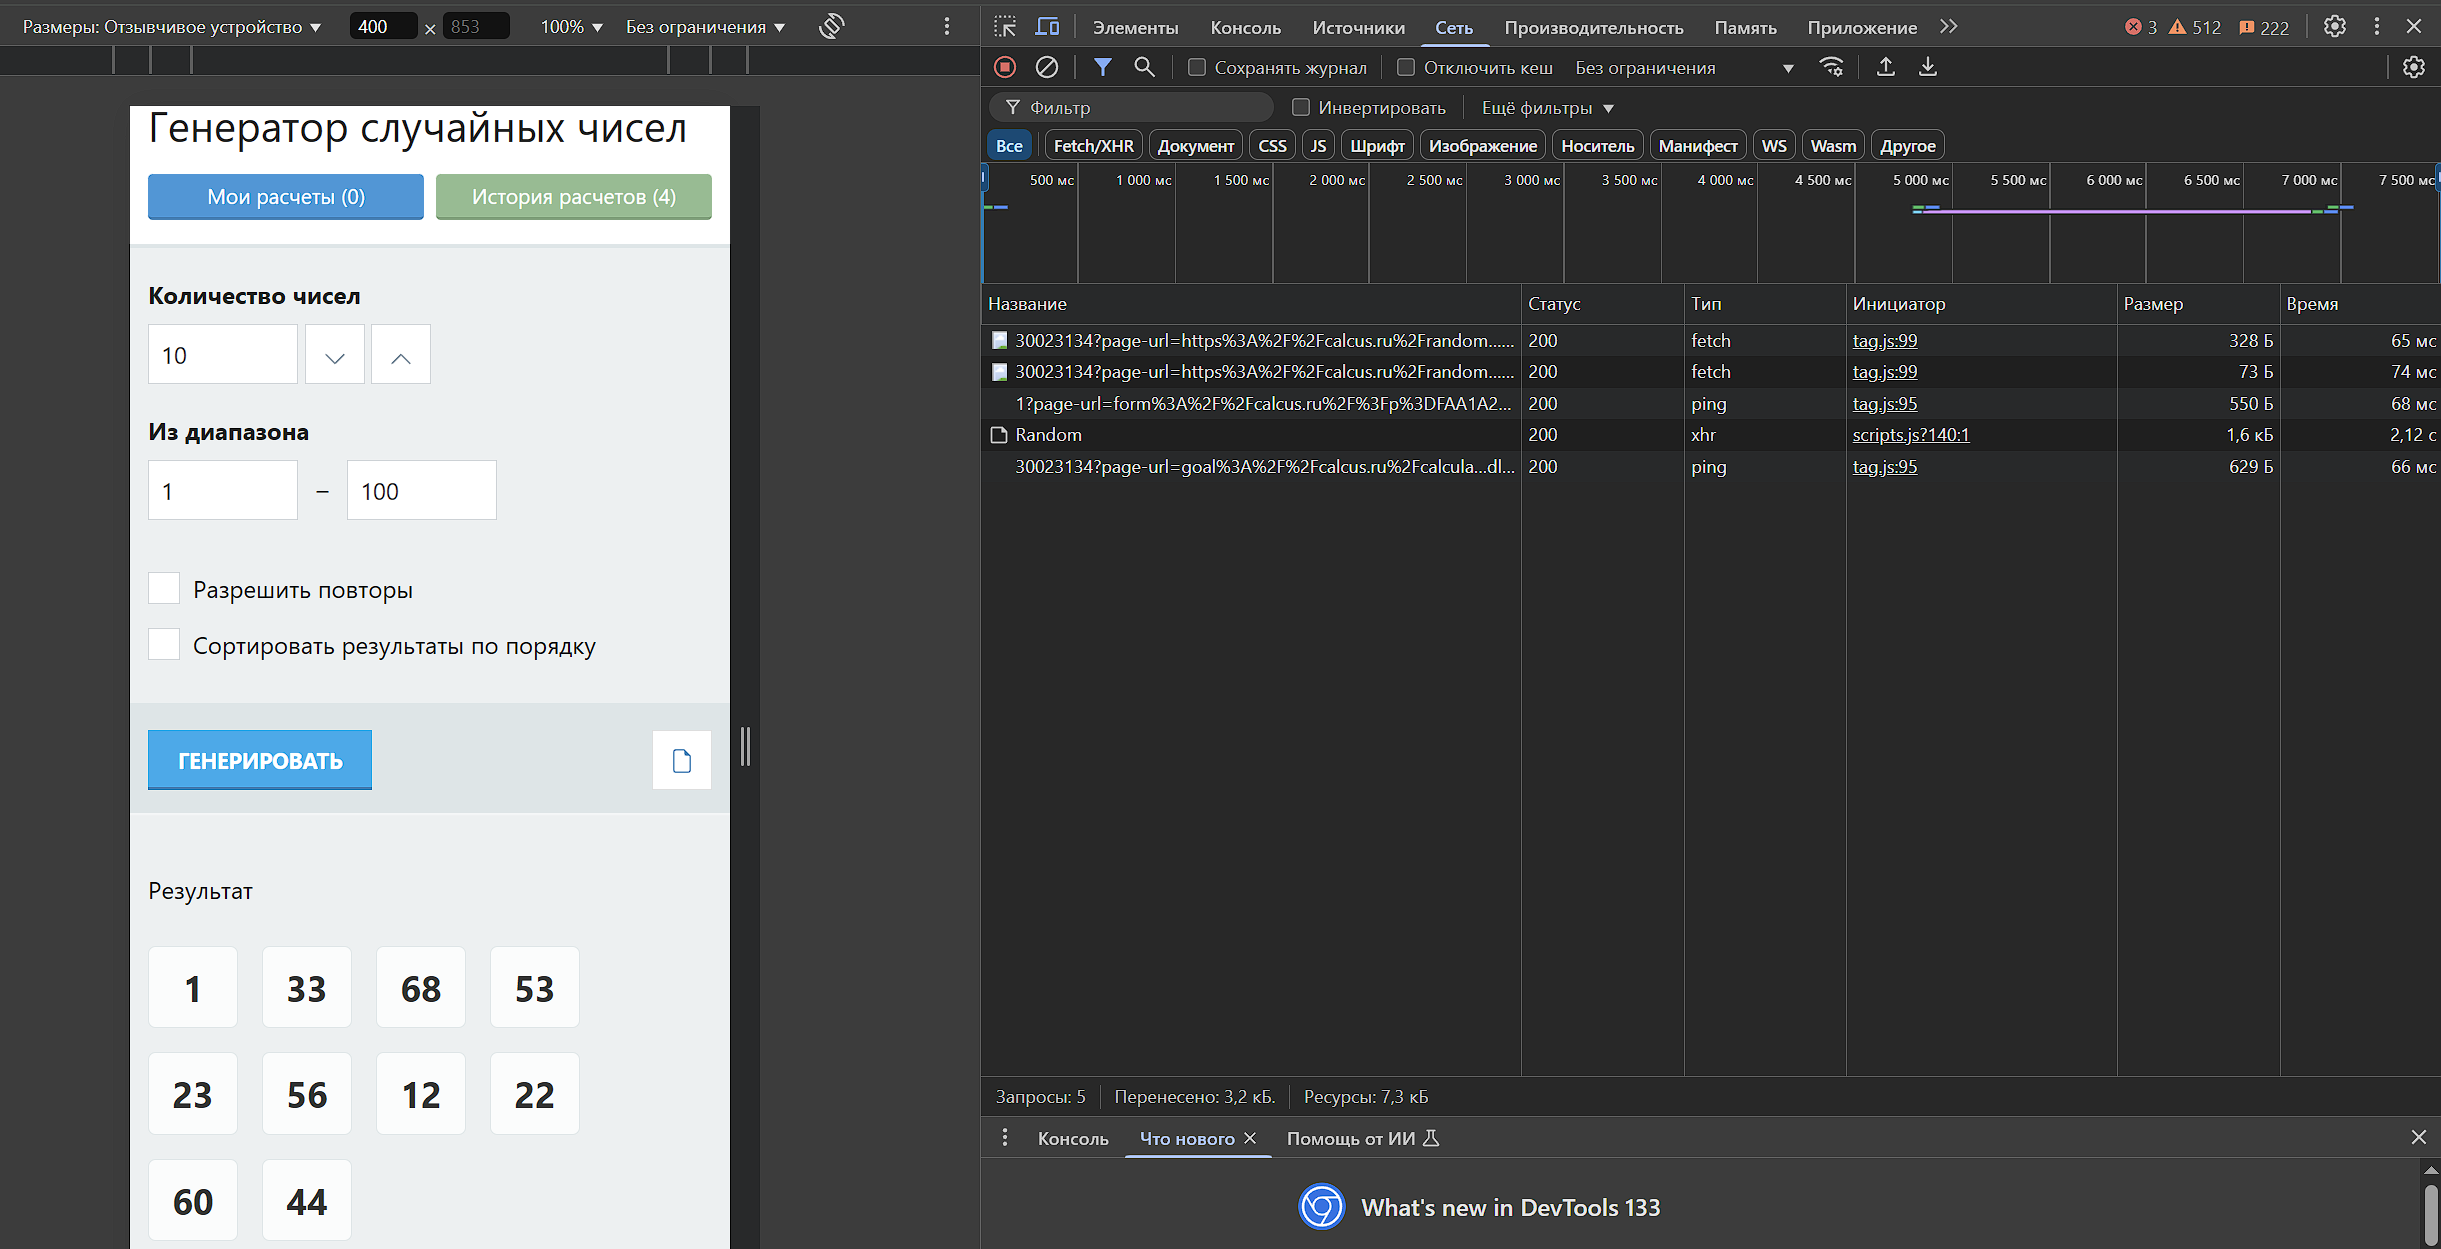 Размеры: Отзывчивое устройство ▼ 400 × 853 100% ▼ Без ограничения ▼
Генератор случайных чисел
Мои расчеты (0) История расчетов (4)
Количество чисел
10
Из диапазона
1 – 100
Разрешить повторы
Сортировать результаты по порядку
ГЕНЕРИРОВАТЬ
Результат
1 33 68 53
23 56 12 22
60 44
Элементы Консоль Источники Сеть Производительность Память Приложение 3 512 222
Сохранять журнал Отключить кеш Без ограничения ▼
Фильтр Инвертировать Ещё фильтры ▼
Все Fetch/XHR Документ CSS JS Шрифт Изображение Носитель Манифест WS Wasm Другое
500 мс 1 000 мс 1 500 мс 2 000 мс 2 500 мс 3 000 мс 3 500 мс 4 000 мс 4 500 мс 5 000 мс 5 500 мс 6 000 мс 6 500 мс 7 000 мс 7 500 мс
Название Статус Тип Инициатор Размер Время
30023134?page-url=https%3A%2F%2Fcalcus.ru%2Frandom...... 200 fetch tag.js:99 328 Б 65 мс
30023134?page-url=https%3A%2F%2Fcalcus.ru%2Frandom...... 200 fetch tag.js:99 73 Б 74 мс
1?page-url=form%3A%2F%2Fcalcus.ru%2F%3Fp%3DFAA1A2... 200 ping tag.js:95 550 Б 68 мс
Random 200 xhr scripts.js?140:1 1,6 кБ 2,12 с
30023134?page-url=goal%3A%2F%2Fcalcus.ru%2Fcalcula...dl... 200 ping tag.js:95 629 Б 66 мс
Запросы: 5 Перенесено: 3,2 кБ. Ресурсы: 7,3 кБ
Консоль Что нового Помощь от ИИ
What's new in DevTools 133